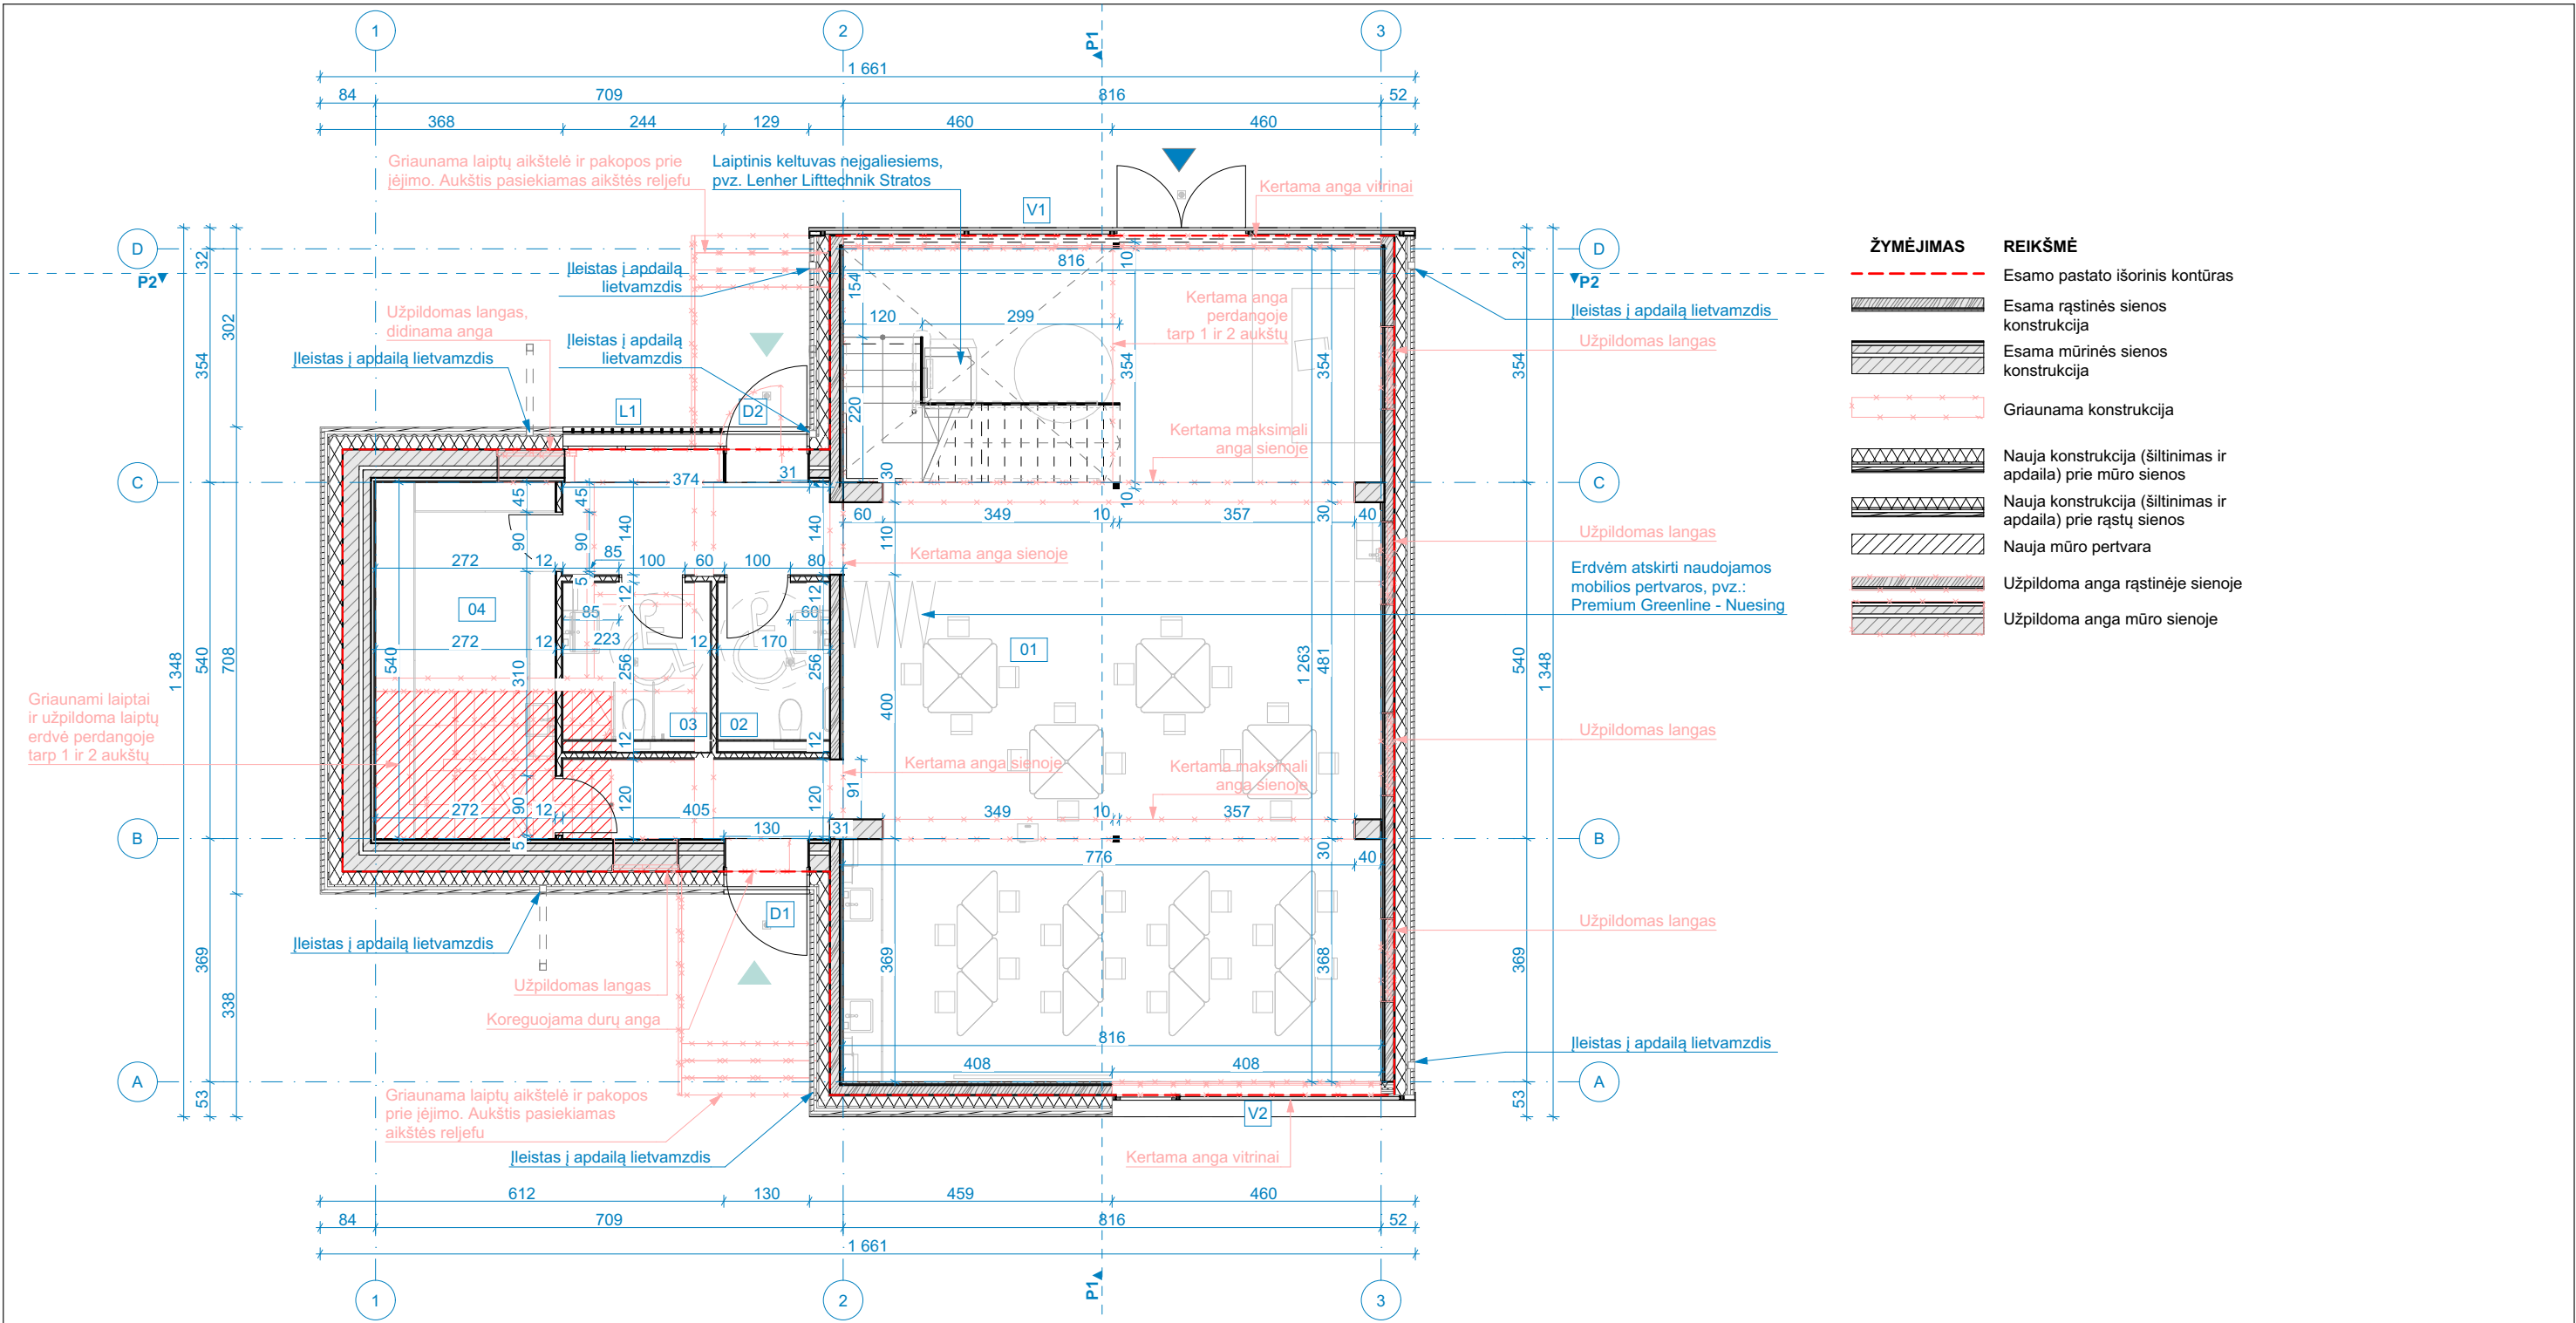 1
2
P1
3
1 661
84
709
816
52
368
244
129
460
460
Griaunama laiptų aikštelė ir pakopos prie
įėjimo. Aukštis pasiekiamas aikštės reljefu
Laiptinis keltuvas neįgaliesiems,
pvz. Lenher Lifttechnik Stratos
Kertama anga vitrinai
V1
D
D
P2
P2
32
32
Įleistas į apdailą
lietvamzdis
816
10
154
Užpildomas langas,
didinama anga
Įleistas į apdailą
lietvamzdis
Įleistas į apdailą lietvamzdis
120
299
Kertama anga
perdangoje
tarp 1 ir 2 aukštų
Įleistas į apdailą lietvamzdis
Užpildomas langas
302
354
354
354
354
220
L1
D2
Kertama maksimali
anga sienoje
C
C
374
31
30
10
45
45
60
349
10
357
30
40
140
140
110
90
90
Kertama anga sienoje
Užpildomas langas
272
12
85
100
60
100
80
5
12
12
Erdvėm atskirti naudojamos
mobilios pertvaros, pvz.:
Premium Greenline - Nuesing
04
85
60
272
12
223
12
170
01
1 348
540
708
540
310
256
256
400
1 263
481
540
1 348
Griaunami laiptai
ir užpildoma laiptų
erdvė perdangoje
tarp 1 ir 2 aukštų
03
02
12
12
Užpildomas langas
Kertama anga sienoje
Kertama maksimali
anga sienoje
91
90
120
120
272
12
405
349
10
357
130
31
B
B
5
30
776
40
D1
Užpildomas langas
Įleistas į apdailą lietvamzdis
369
338
369
368
369
Užpildomas langas
Koreguojama durų anga
816
408
408
Įleistas į apdailą lietvamzdis
A
A
53
53
Griaunama laiptų aikštelė ir pakopos
prie įėjimo. Aukštis pasiekiamas
aikštės reljefu
V2
Įleistas į apdailą lietvamzdis
Kertama anga vitrinai
612
130
459
460
84
709
816
52
1 661
1
2
P1
3
ŽYMĖJIMAS
REIKŠMĖ
Esamo pastato išorinis kontūras
Esama rąstinės sienos
konstrukcija
Esama mūrinės sienos
konstrukcija
Griaunama konstrukcija
Nauja konstrukcija (šiltinimas ir
apdaila) prie mūro sienos
Nauja konstrukcija (šiltinimas ir
apdaila) prie rąstų sienos
Nauja mūro pertvara
Užpildoma anga rąstinėje sienoje
Užpildoma anga mūro sienoje